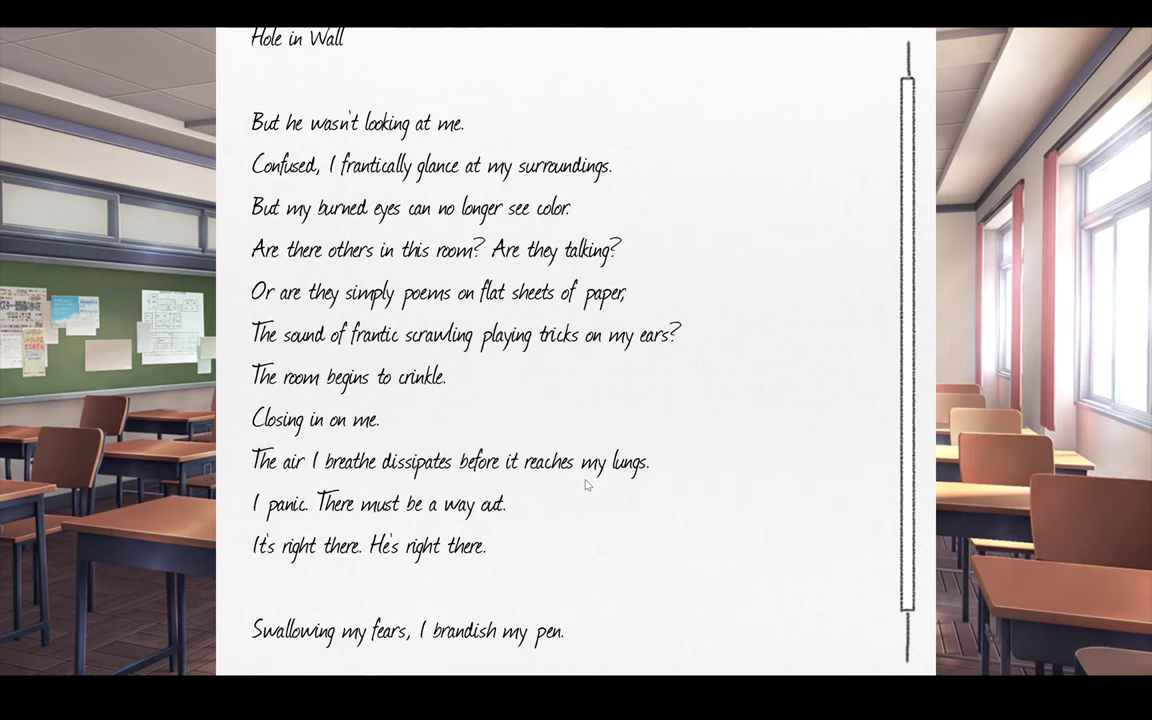 Hole in Wall
But he wasn't looking at me.
Confused, I frantically glance at my surroundings.
But my burned eyes can no longer see color.
Are there others in this room? Are they talking?
Or are they simply poems on flat sheets of paper,
The sound of frantic scrawling playing tricks on my ears?
The room begins to crinkle.
Closing in on me.
The air I breathe dissipates before it reaches my lungs.
I panic. There must be a way out.
It's right there. He's right there.
Swallowing my fears, I brandish my pen.